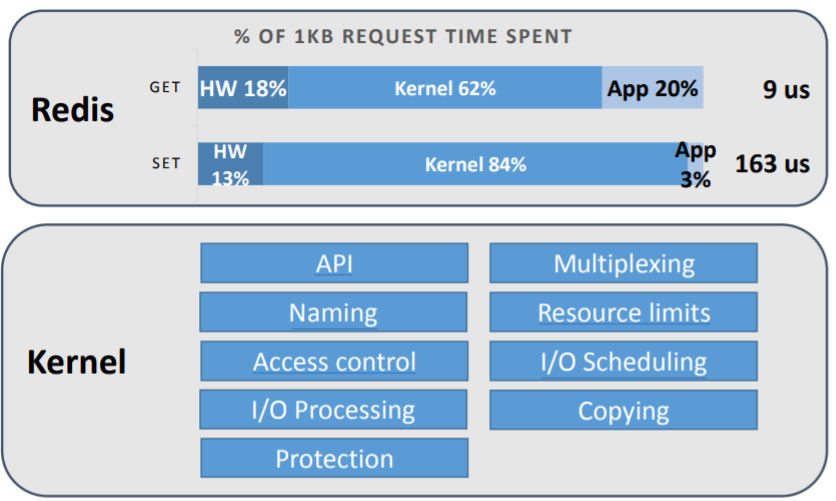 % OF 1KB REQUEST TIME SPENT
Redis
GET
HW 18%
Kernel 62%
App 20%
9 us
SET
HW
13%
Kernel 84%
App
3%
163 us
Kernel
API
Multiplexing
Naming
Resource limits
Access control
I/O Scheduling
I/O Processing
Copying
Protection